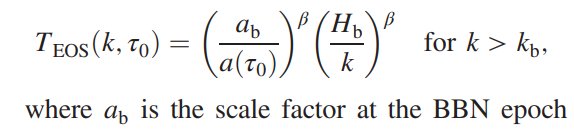 T_EOS(k, τ_0) = (a_b / a(τ_0))^β (H_b / k)^β for k > k_b,
where a_b is the scale factor at the BBN epoch